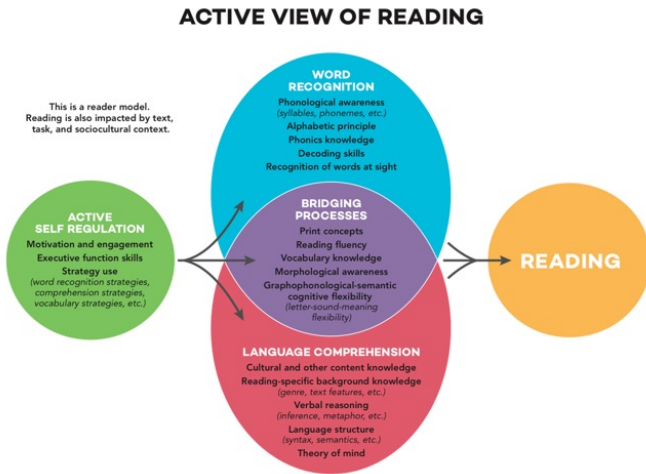 ACTIVE VIEW OF READING
This is a reader model.
Reading is also impacted by text,
task, and sociocultural context.
WORD
RECOGNITION
Phonological awareness
(syllables, phonemes, etc.)
Alphabetic principle
Phonics knowledge
Decoding skills
Recognition of words at sight
ACTIVE
SELF REGULATION
Motivation and engagement
Executive function skills
Strategy use
(word recognition strategies,
comprehension strategies,
vocabulary strategies, etc.)
BRIDGING
PROCESSES
Print concepts
Reading fluency
Vocabulary knowledge
Morphological awareness
Graphophonological-semantic
cognitive flexibility
(letter-sound-meaning
flexibility)
READING
LANGUAGE COMPREHENSION
Cultural and other content knowledge
Reading-specific background knowledge
(genre, text features, etc.)
Verbal reasoning
(inference, metaphor, etc.)
Language structure
(syntax, semantics, etc.)
Theory of mind